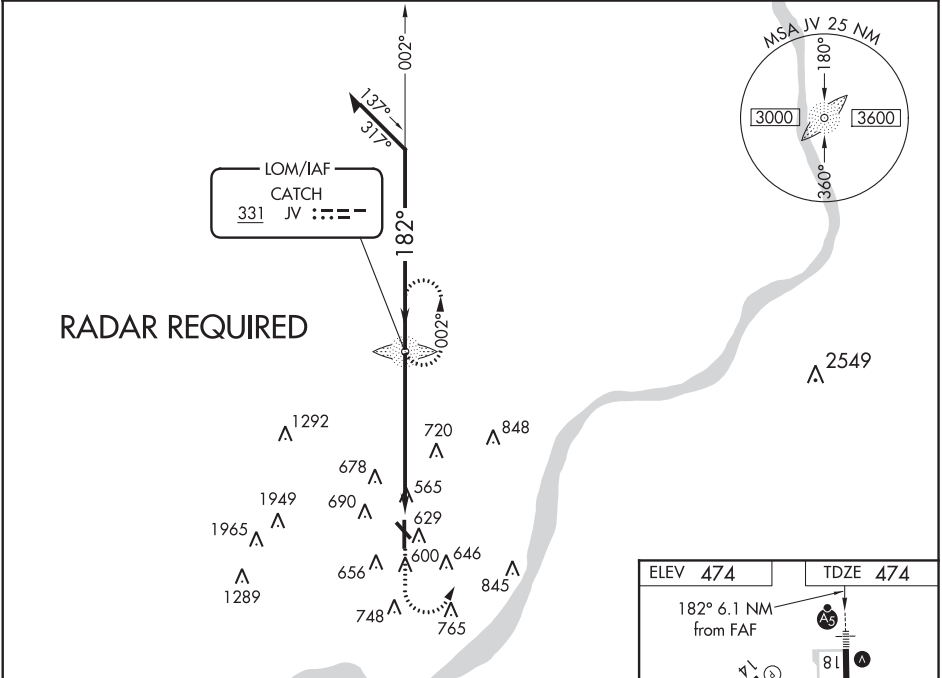 MSA JV 25 NM
180°
3000
3600
360°
002°
137°
317°
LOM/IAF
CATCH
331 JV
182°
002°
RADAR REQUIRED
2549
1292
720
848
678
565
690
1949
629
1965
600
646
656
845
1289
748
765
ELEV 474
TDZE 474
182° 6.1 NM
from FAF
A5
18
V
14
P